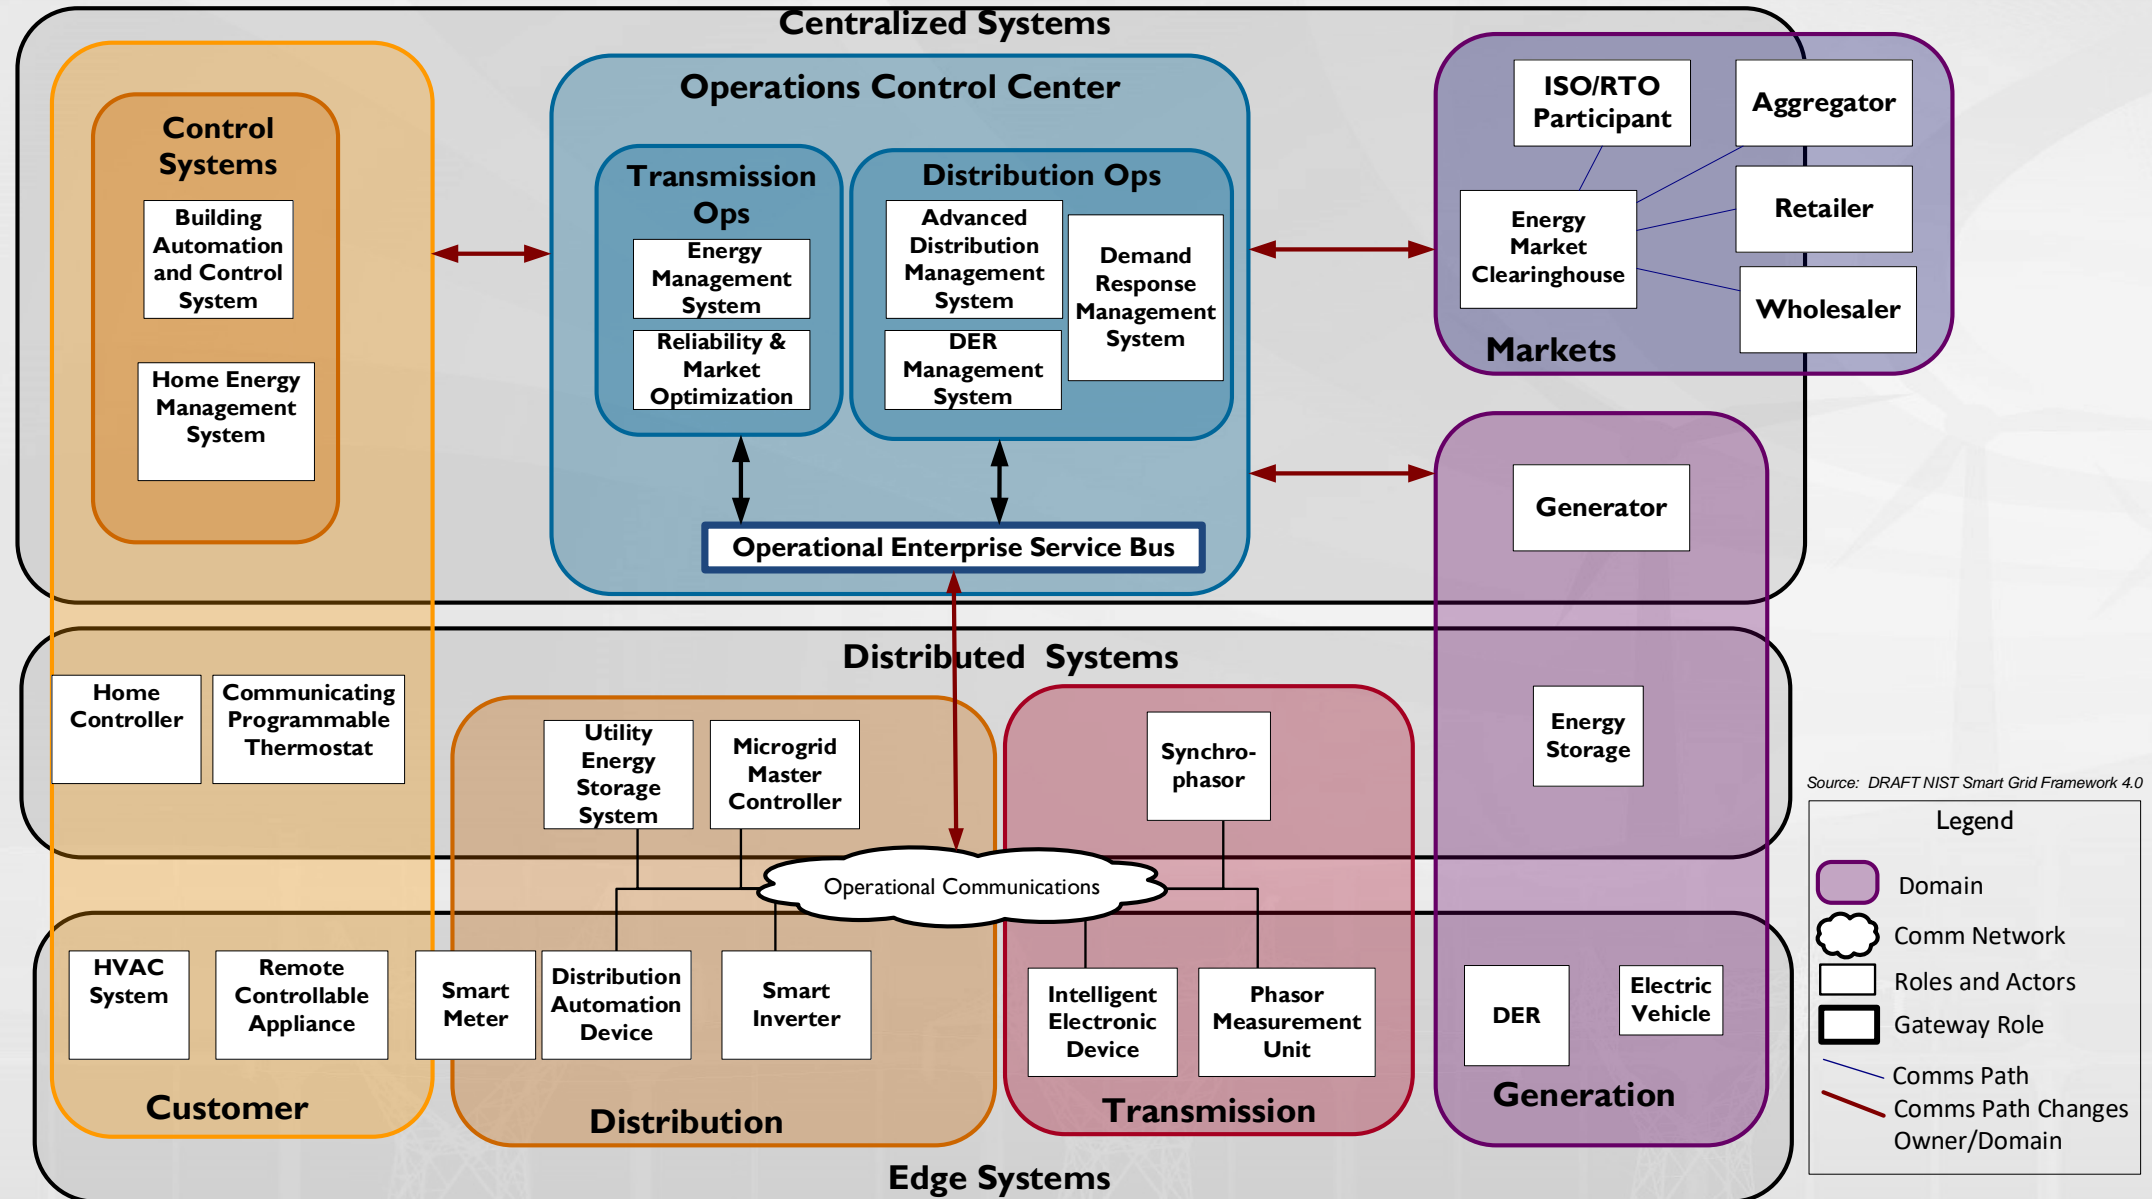 Centralized Systems
Control
Systems
Building
Automation
and Control
System
Home Energy
Management
System
Operations Control Center
Transmission
Ops
Energy
Management
System
Reliability &
Market
Optimization
Distribution Ops
Advanced
Distribution
Management
System
DER
Management
System
Demand
Response
Management
System
Operational Enterprise Service Bus
ISO/RTO
Participant
Aggregator
Energy
Market
Clearinghouse
Retailer
Wholesaler
Markets
Generator
Distributed Systems
Home
Controller
Communicating
Programmable
Thermostat
Utility
Energy
Storage
System
Microgrid
Master
Controller
Synchro-
phasor
Energy
Storage
Operational Communications
HVAC
System
Remote
Controllable
Appliance
Smart
Meter
Distribution
Automation
Device
Smart
Inverter
Intelligent
Electronic
Device
Phasor
Measurement
Unit
DER
Electric
Vehicle
Customer
Distribution
Transmission
Generation
Edge Systems
Source: DRAFT NIST Smart Grid Framework 4.0
Legend
Domain
Comm Network
Roles and Actors
Gateway Role
Comms Path
Comms Path Changes
Owner/Domain